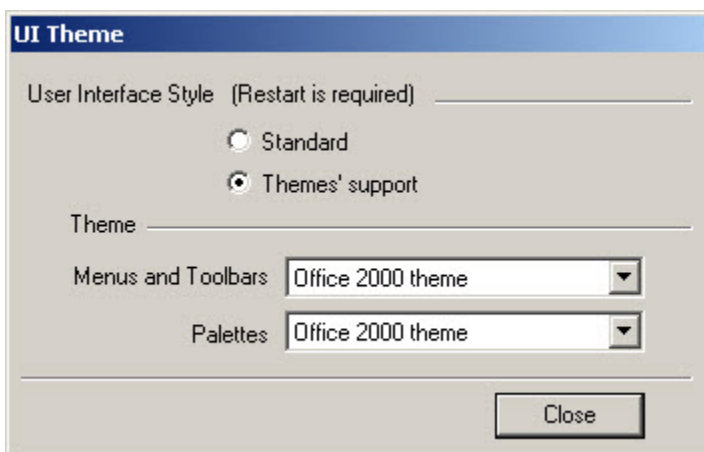 UI Theme
User Interface Style (Restart is required)
Standard
Themes' support
Theme
Menus and Toolbars Office 2000 theme
Palettes Office 2000 theme
Close